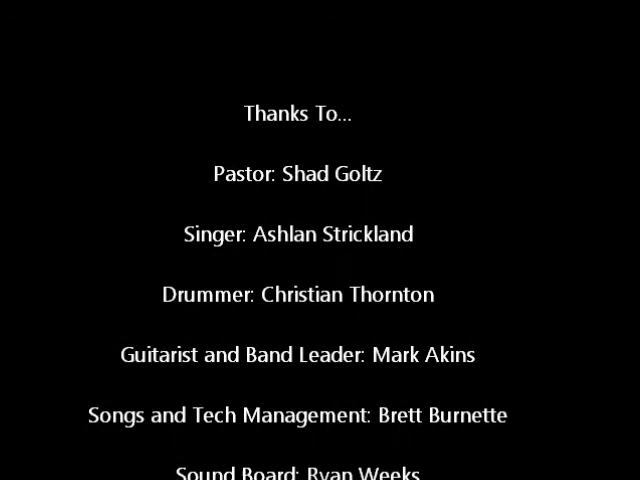 Thanks To...
Pastor: Shad Goltz
Singer: Ashlan Strickland
Drummer: Christian Thornton
Guitarist and Band Leader: Mark Akins
Songs and Tech Management: Brett Burnette
Sound Board: Ryan Weeks